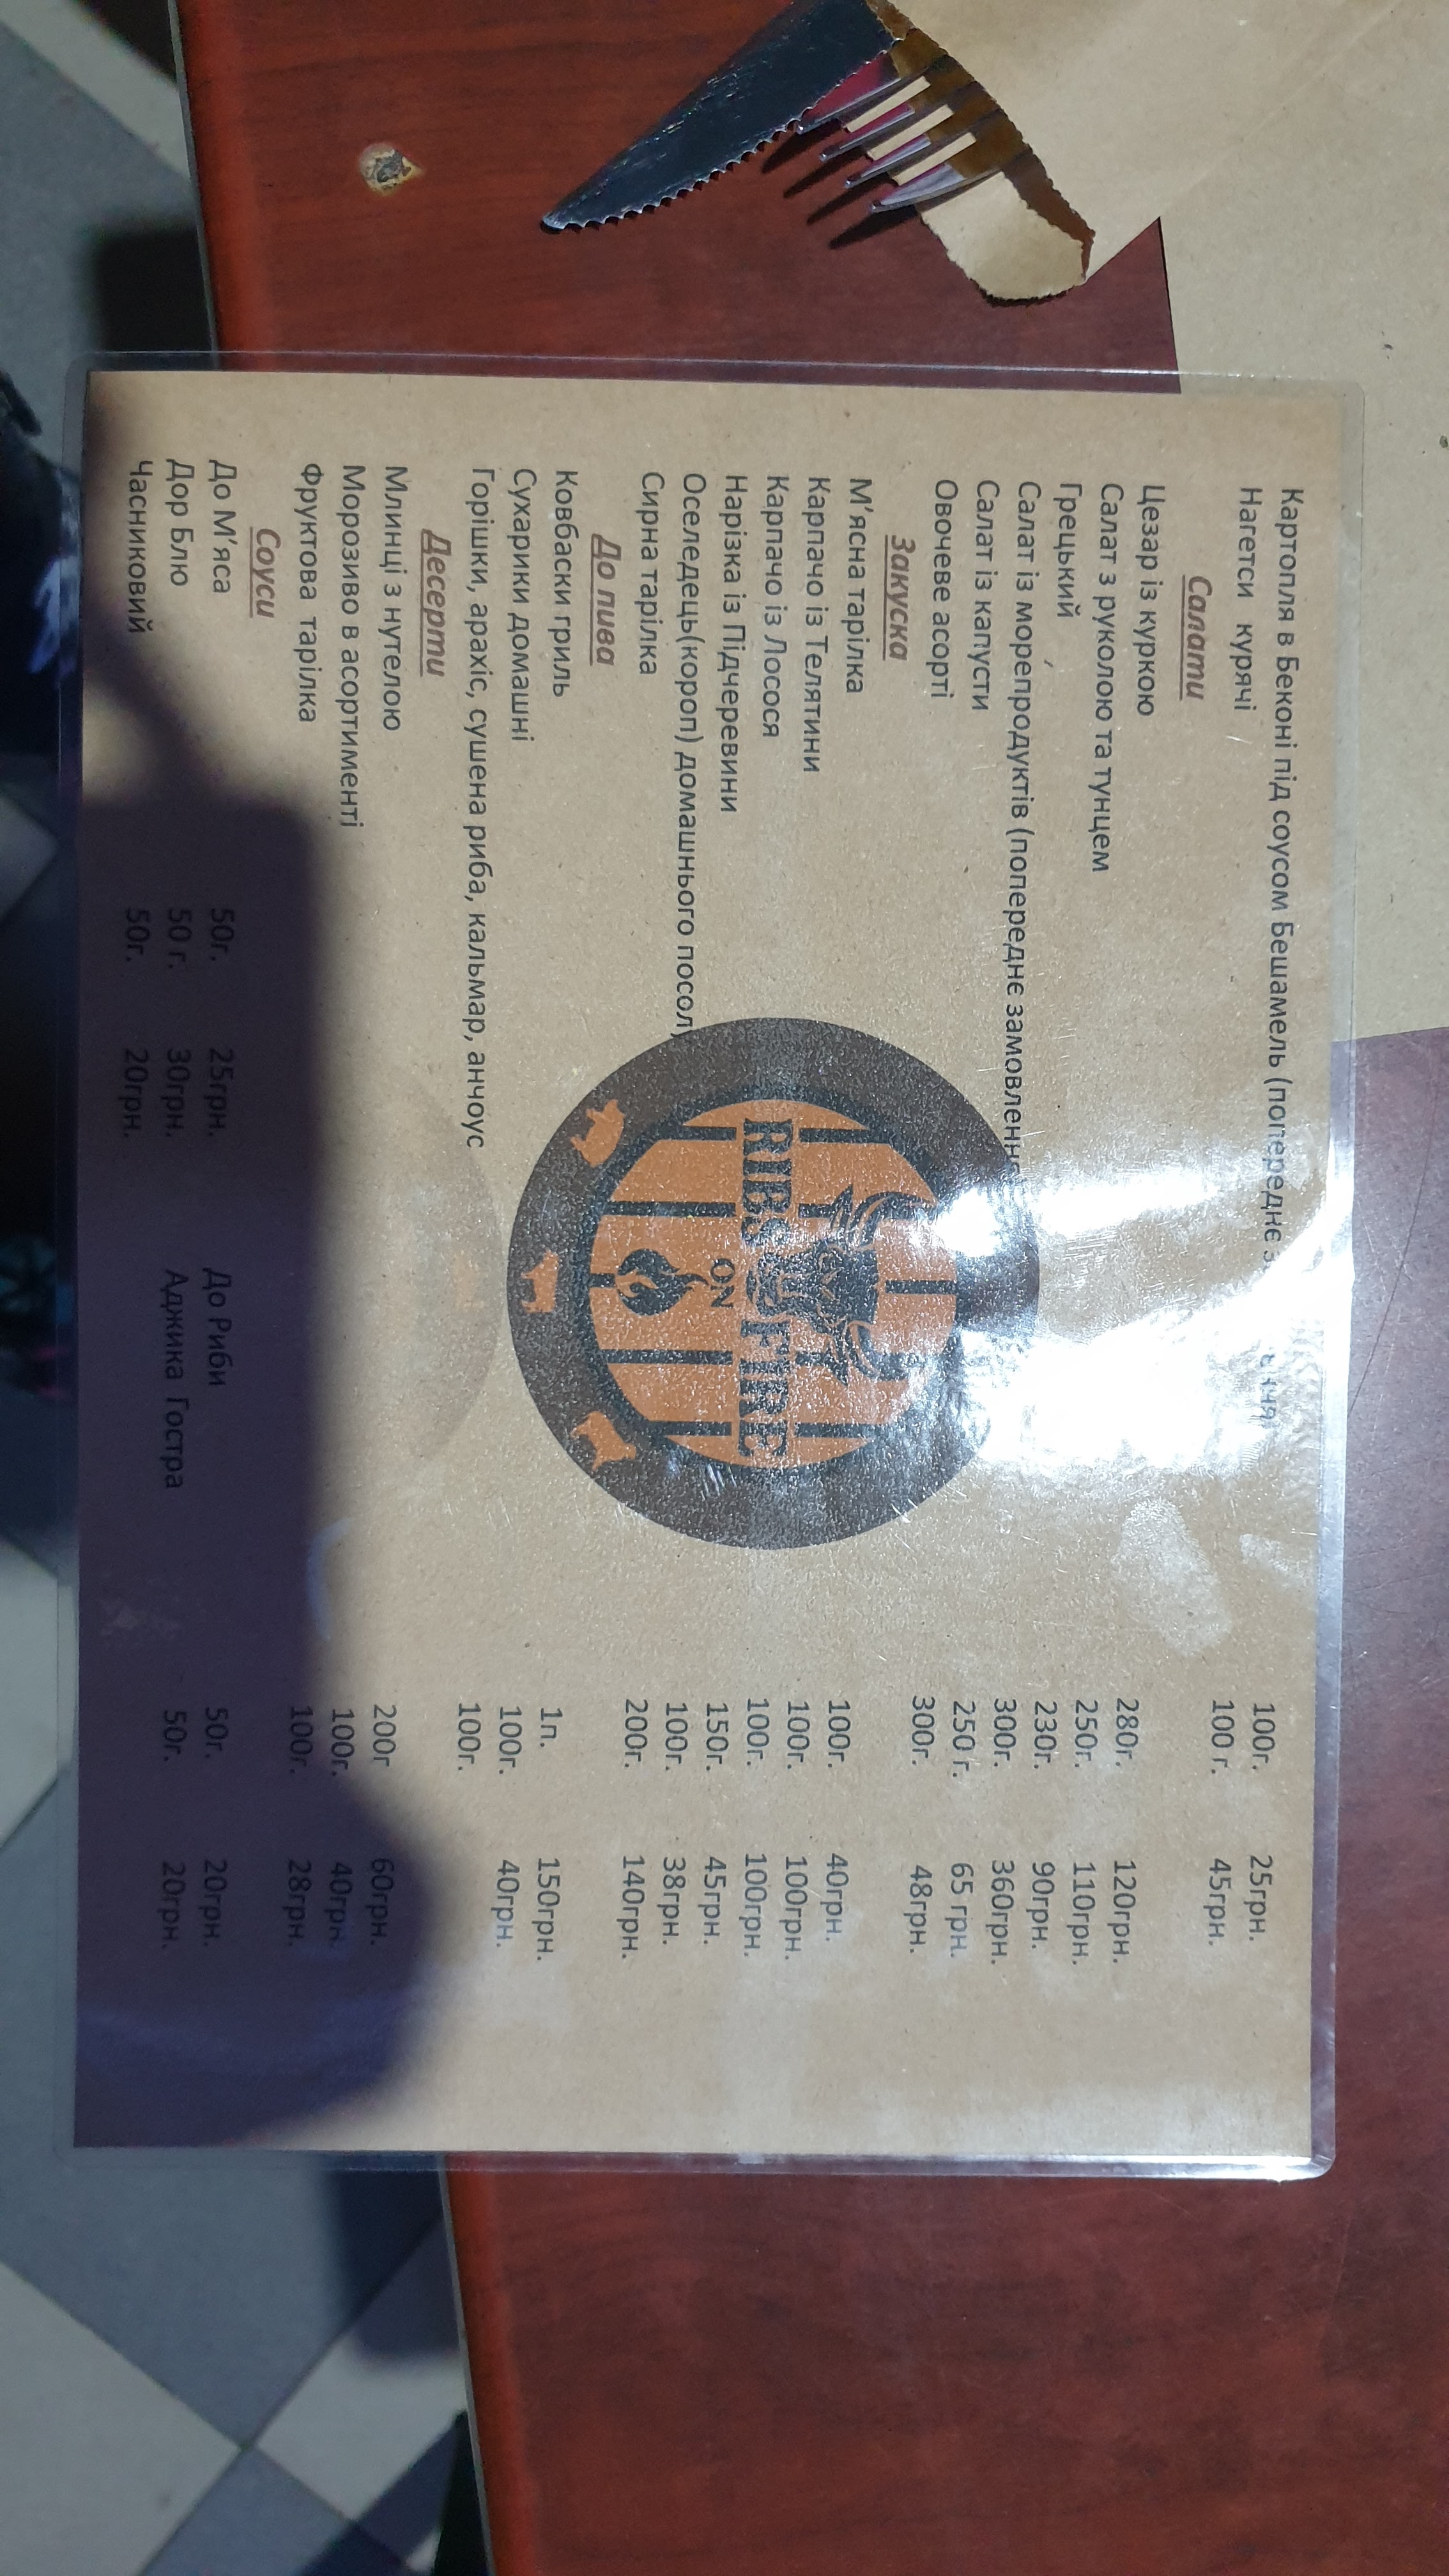 Картопля в Беконі під соусом Бешамель (попереднє 100г. 25грн.
Нагетси курячі 100 г. 45грн.
Салати
Цезар із куркою 280г. 120грн.
Салат з руколою та тунцем 250г. 110грн.
Грецький 230г. 90грн.
Салат із морепродуктів (попереднє 300г. 360грн.
Салат із капусти 250 г. 65 грн.
Овочеве асорті 300г. 48грн.
Закуска
М'ясна тарілка 100г. 40грн.
Карпачо із Телятини 100г. 100грн.
Карпачо із Лосося 100г. 100грн.
Нарізка із Підчеревини 150г. 45грн.
Оселедець(короп) домашнього посолу 100г. 38грн.
Сирна тарілка 200г. 140грн.
До пива
Ковбаски гриль 1п. 150грн.
Сухарики домашні 100г. 40грн.
Горішки, арахіс, сушена риба, кальмар, анчоус 100г.
Десерти
Млинці з нутелою 200г 60грн.
Морозиво в асортименті 100г. 40грн.
Фруктова тарілка 100г. 28грн.
Соуси
До М'яса 50г. 25грн. До Риби 50г. 20грн.
Дор Блю 50 г. 30грн. Аджика Гостра 50г. 20грн.
Часниковий 50г. 20грн.
RIBS ON FIRE